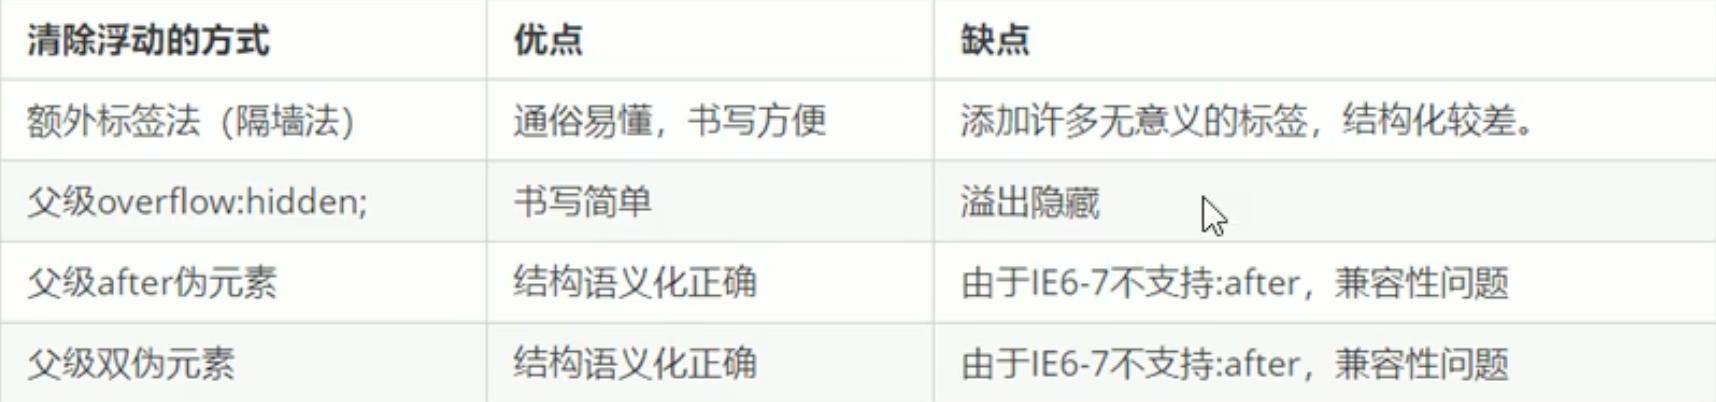 清除浮动的方式 优点 缺点
额外标签法（隔墙法） 通俗易懂，书写方便 添加许多无意义的标签，结构化较差。
父级overflow:hidden; 书写简单 溢出隐藏
父级after伪元素 结构语义化正确 由于IE6-7不支持:after，兼容性问题
父级双伪元素 结构语义化正确 由于IE6-7不支持:after，兼容性问题